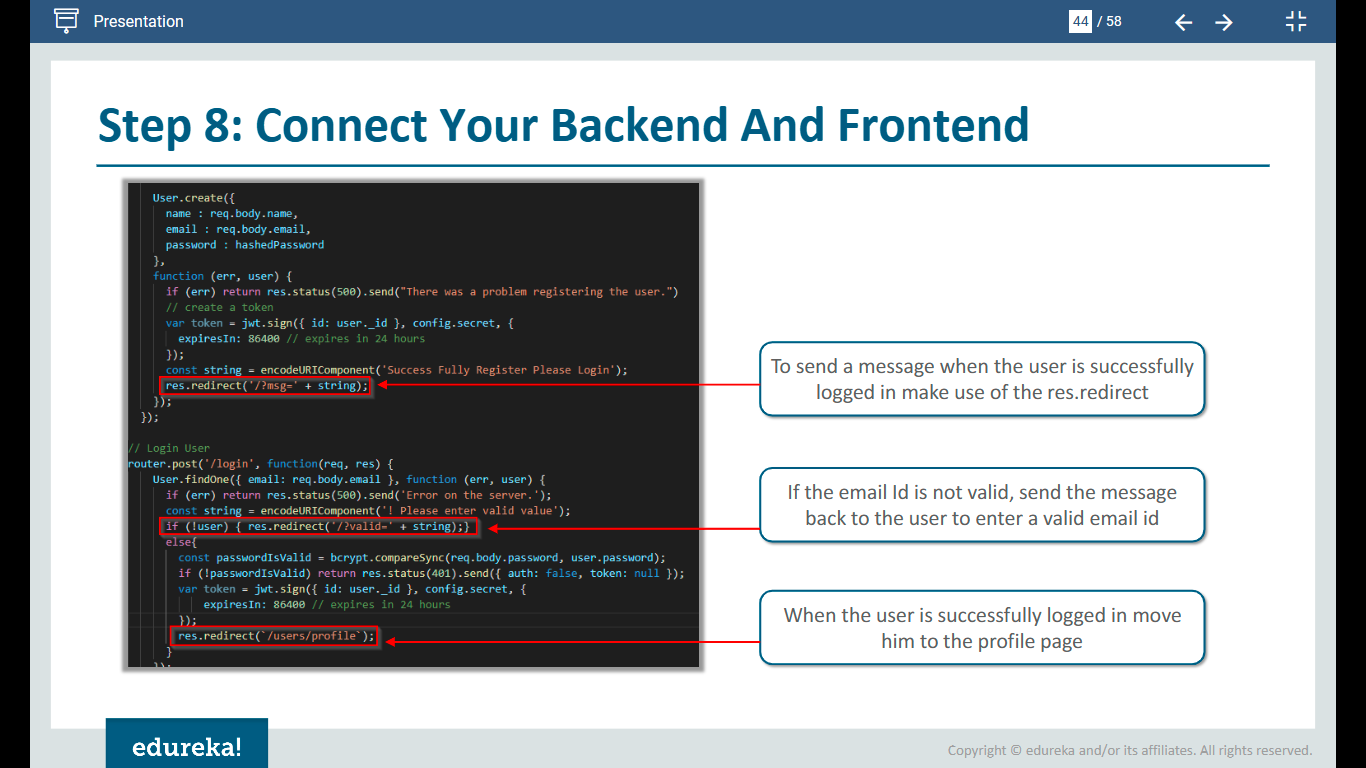 Presentation
44 / 58
Step 8: Connect Your Backend And Frontend
User.create({
name : req.body.name,
email : req.body.email,
password : hashedPassword
},
function (err, user) {
if (err) return res.status(500).send("There was a problem registering the user.")
// create a token
var token = jwt.sign({ id: user._id }, config.secret, {
expiresIn: 86400 // expires in 24 hours
});
const string = encodeURIComponent('Success Fully Register Please Login');
res.redirect('/?msg=' + string);
});
});
// Login User
router.post('/login', function(req, res) {
User.findOne({ email: req.body.email }, function (err, user) {
if (err) return res.status(500).send('Error on the server.');
const string = encodeURIComponent('! Please enter valid value');
if (!user) { res.redirect('/?valid=' + string);}
else{
const passwordIsValid = bcrypt.compareSync(req.body.password, user.password);
if (!passwordIsValid) return res.status(401).send({ auth: false, token: null });
var token = jwt.sign({ id: user._id }, config.secret, {
expiresIn: 86400 // expires in 24 hours
});
res.redirect(`/users/profile`);
}
});
To send a message when the user is successfully
logged in make use of the res.redirect
If the email Id is not valid, send the message
back to the user to enter a valid email id
When the user is successfully logged in move
him to the profile page
edureka!
Copyright © edureka and/or its affiliates. All rights reserved.